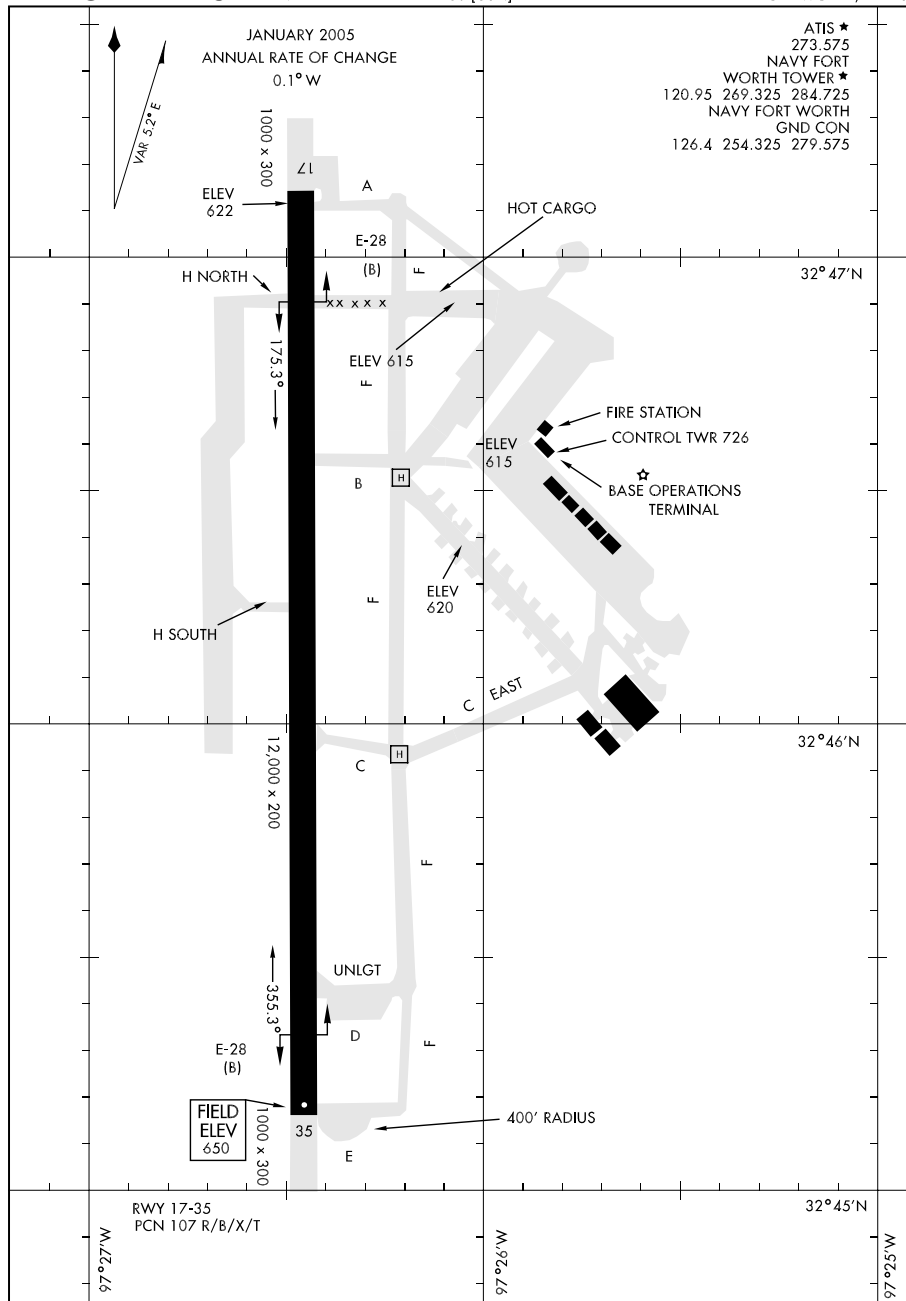 JANUARY 2005
ANNUAL RATE OF CHANGE
0.1° W
VAR 5.2° E
ATIS ★
273.575
NAVY FORT
WORTH TOWER ★
120.95 269.325 284.725
NAVY FORT WORTH
GND CON
126.4 254.325 279.575
1000 x 300
17
ELEV
622
A
HOT CARGO
E-28
(B)
F
32°47'N
H NORTH
xx x x x
175.3°
ELEV 615
F
FIRE STATION
CONTROL TWR 726
ELEV
615
BASE OPERATIONS
TERMINAL
B
H
ELEV
620
F
H SOUTH
C EAST
32°46'N
12,000 x 200
C
H
F
UNLGT
355.3°
D
F
E-28
(B)
FIELD
ELEV
650
1000 x 300
35
400' RADIUS
E
RWY 17-35
PCN 107 R/B/X/T
32°45'N
97°27'W
97°26'W
97°25'W